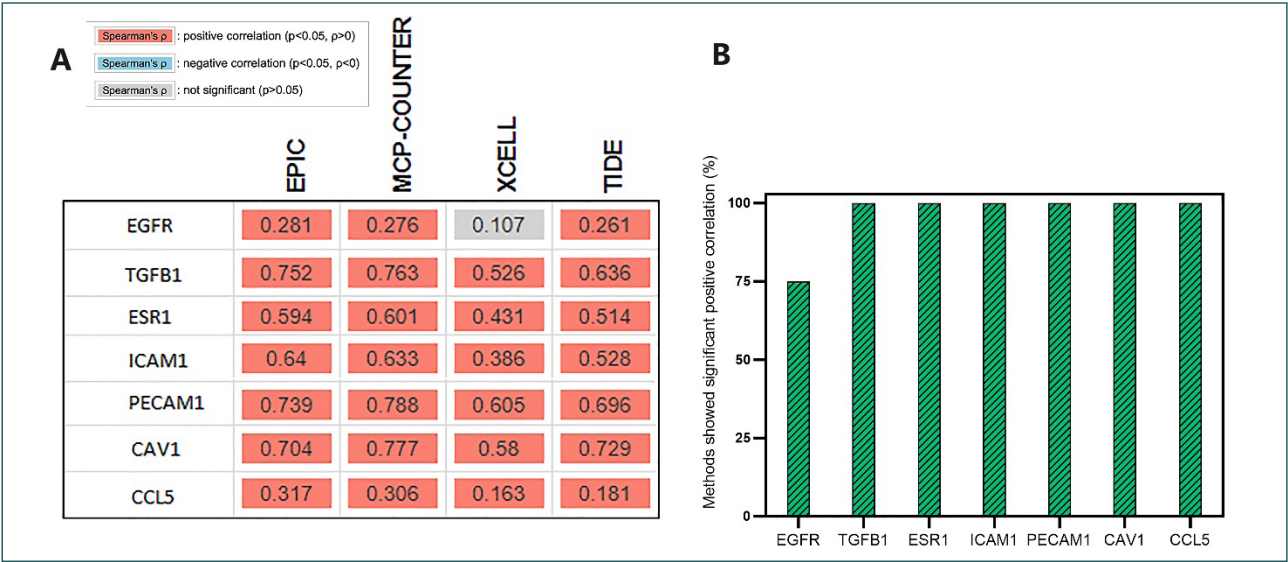 A
Spearman's ρ : positive correlation (p<0.05, ρ>0)
Spearman's ρ : negative correlation (p<0.05, ρ<0)
Spearman's ρ : not significant (p>0.05)
EPIC MCP-COUNTER XCELL TIDE
EGFR 0.281 0.276 0.107 0.261
TGFB1 0.752 0.763 0.526 0.636
ESR1 0.594 0.601 0.431 0.514
ICAM1 0.64 0.633 0.386 0.528
PECAM1 0.739 0.788 0.605 0.696
CAV1 0.704 0.777 0.58 0.729
CCL5 0.317 0.306 0.163 0.181
B
Methods showed significant positive correlation (%)
100
75
50
25
0
EGFR TGFB1 ESR1 ICAM1 PECAM1 CAV1 CCL5